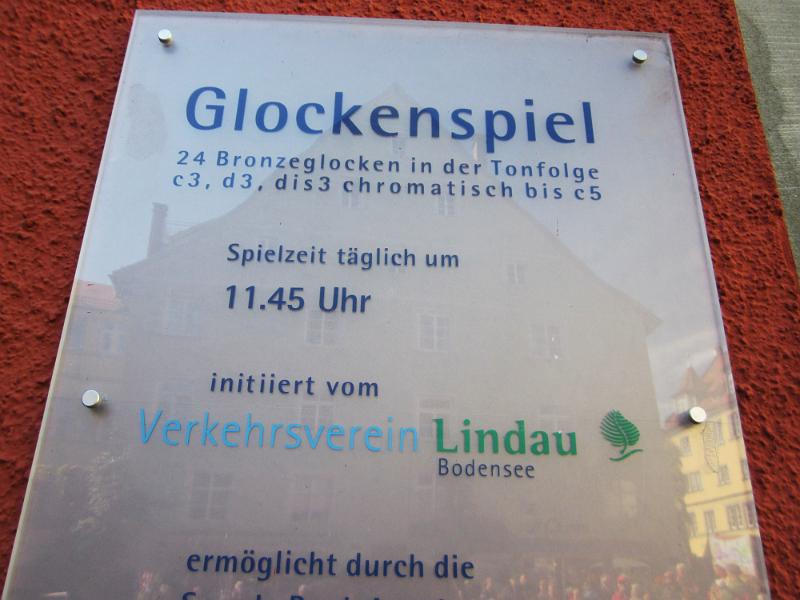 Glockenspiel
24 Bronzeglocken in der Tonfolge
c3, d3, dis3 chromatisch bis c5
Spielzeit täglich um
11.45 Uhr
initiiert vom
Verkehrsverein Lindau
Bodensee
ermöglicht durch die